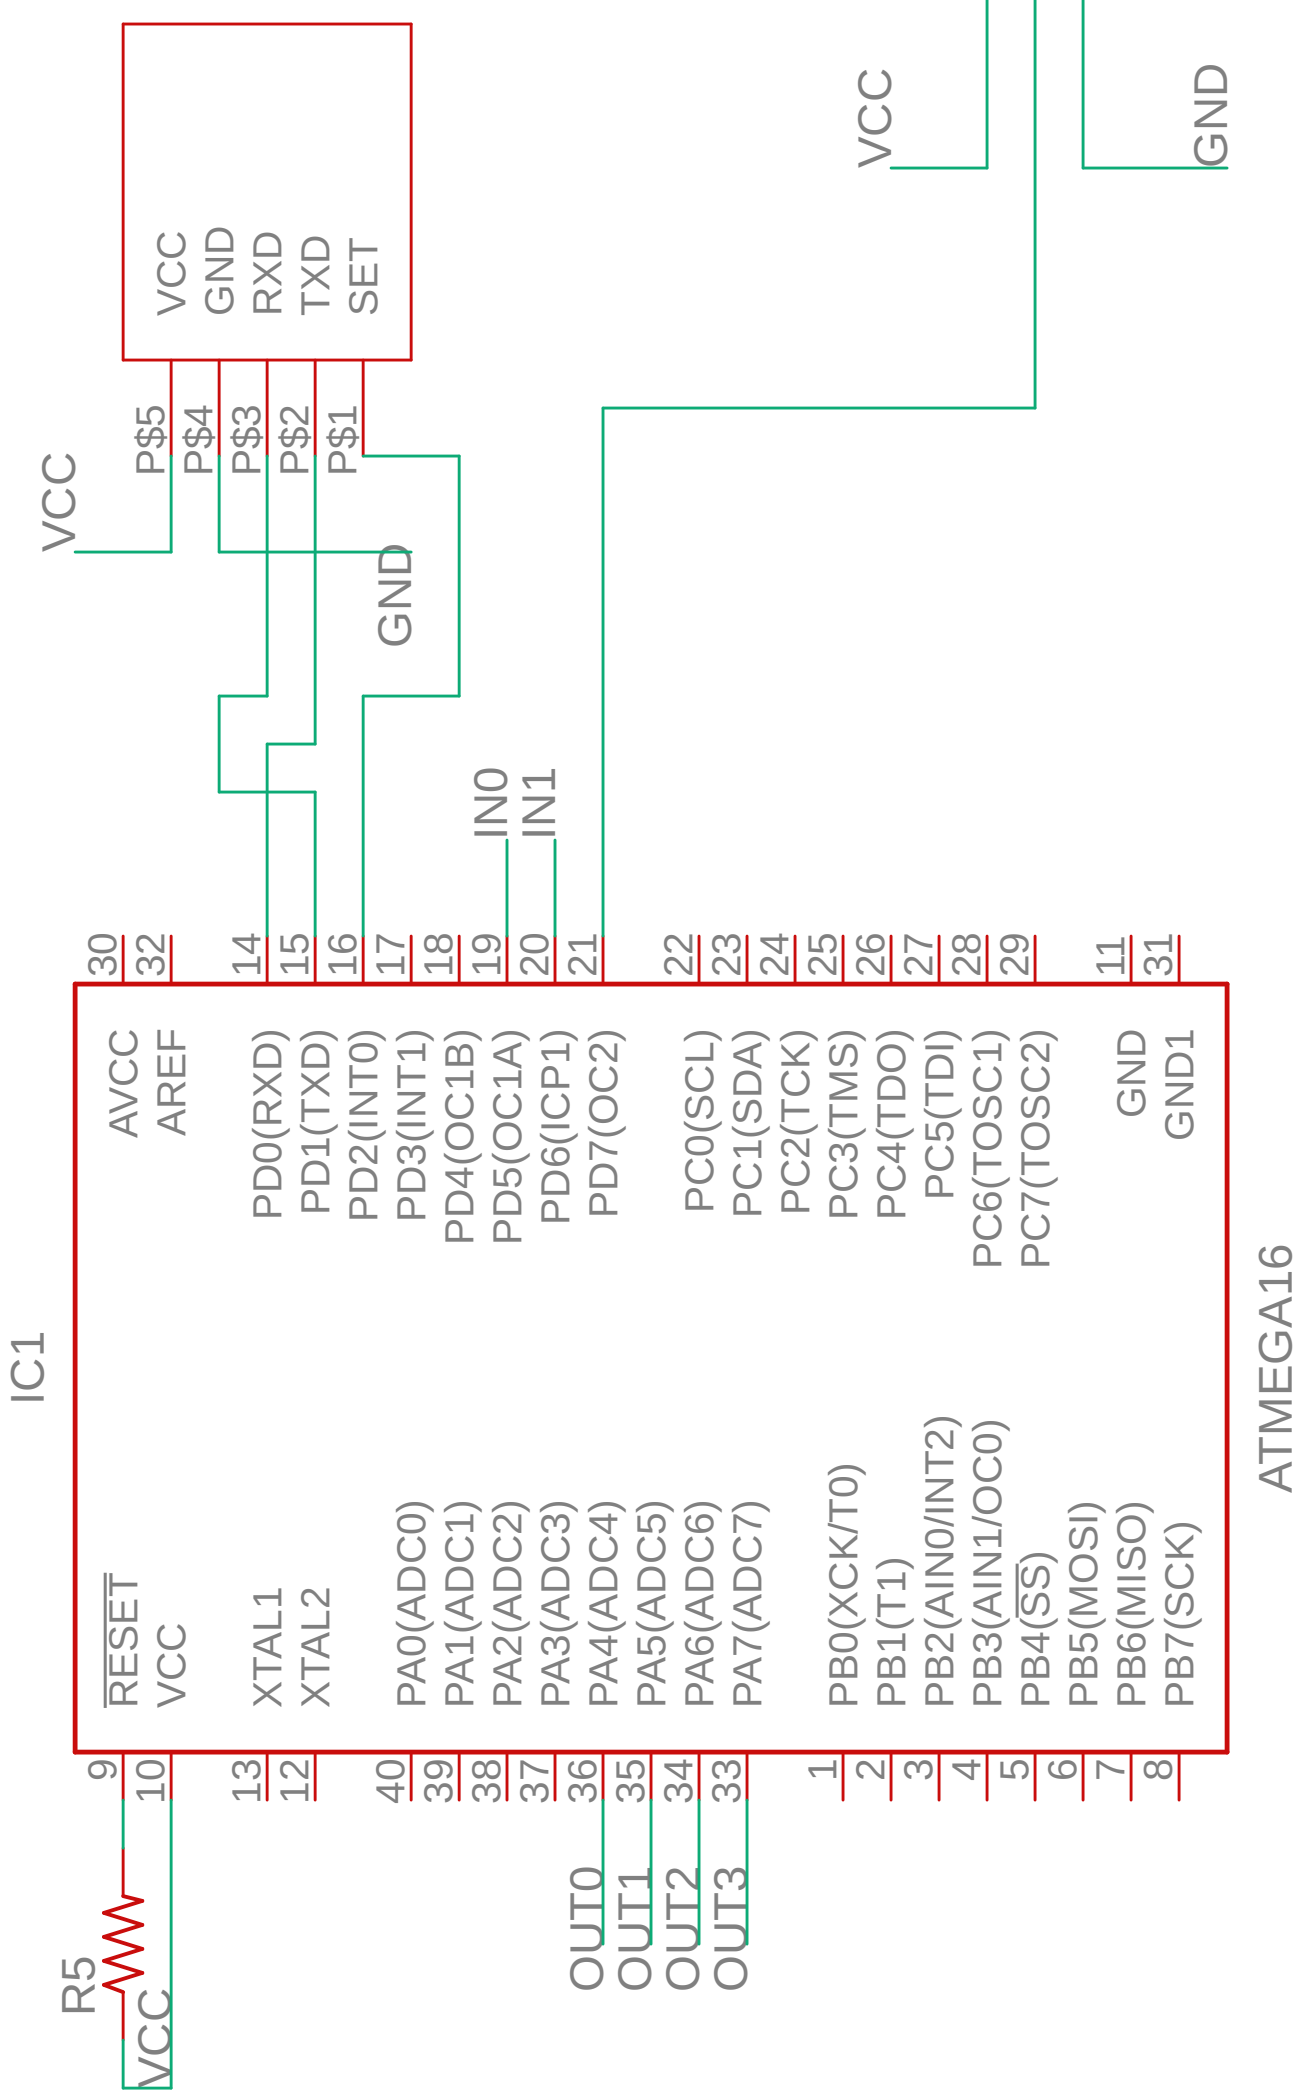 VCC
GND
VCC
GND
RXD
TXD
SET
P$5
P$4
P$3
P$2
P$1
VCC
GND
IN0
IN1
30
32
14
15
16
17
18
19
20
21
22
23
24
25
26
27
28
29
11
31
AVCC
AREF
PD0(RXD)
PD1(TXD)
PD2(INT0)
PD3(INT1)
PD4(OC1B)
PD5(OC1A)
PD6(ICP1)
PD7(OC2)
PC0(SCL)
PC1(SDA)
PC2(TCK)
PC3(TMS)
PC4(TDO)
PC5(TDI)
PC6(TOSC1)
PC7(TOSC2)
GND
GND1
IC1
ATMEGA16
RESET
VCC
XTAL1
XTAL2
PA0(ADC0)
PA1(ADC1)
PA2(ADC2)
PA3(ADC3)
PA4(ADC4)
PA5(ADC5)
PA6(ADC6)
PA7(ADC7)
PB0(XCK/T0)
PB1(T1)
PB2(AIN0/INT2)
PB3(AIN1/OC0)
PB4(SS)
PB5(MOSI)
PB6(MISO)
PB7(SCK)
9
10
13
12
40
39
38
37
36
35
34
33
1
2
3
4
5
6
7
8
OUT0
OUT1
OUT2
OUT3
R5
VCC